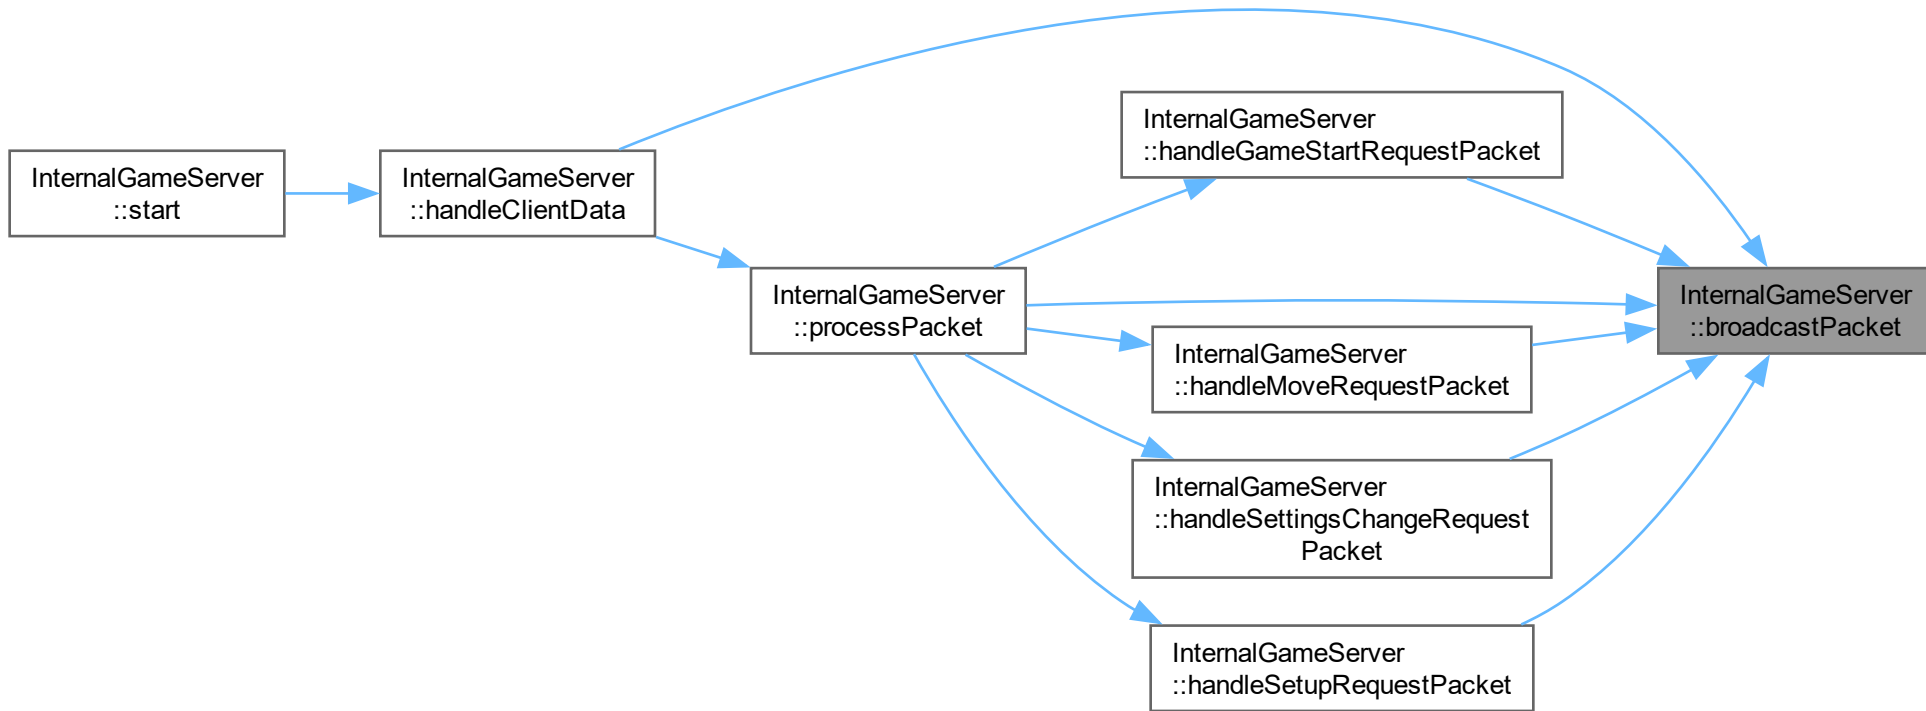 InternalGameServer
::start
InternalGameServer
::handleClientData
InternalGameServer
::processPacket
InternalGameServer
::handleGameStartRequestPacket
InternalGameServer
::handleMoveRequestPacket
InternalGameServer
::handleSettingsChangeRequest
Packet
InternalGameServer
::handleSetupRequestPacket
InternalGameServer
::broadcastPacket